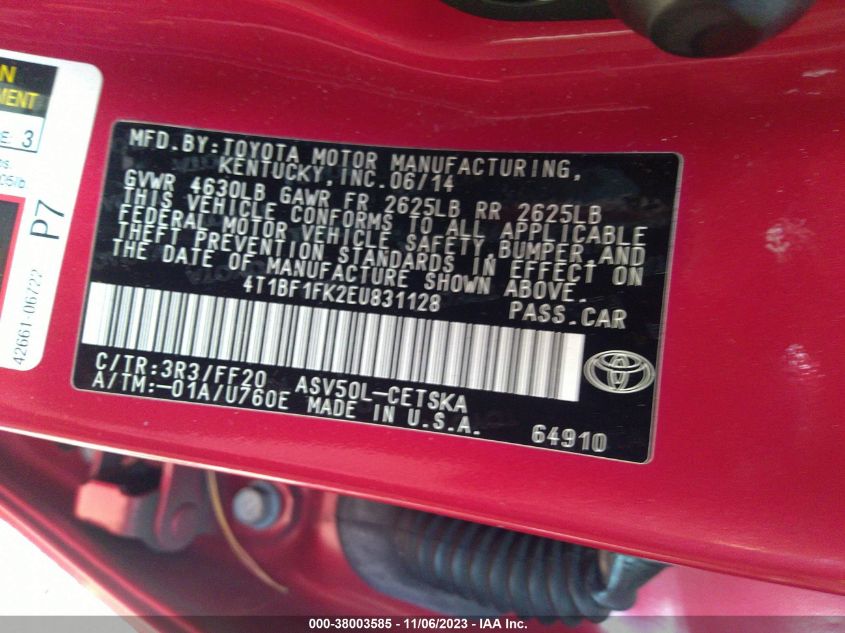 N
MENT
E: 3
P7
42661-06722
MFD.BY:TOYOTA MOTOR MANUFACTURING,
KENTUCKY,INC.06/14
GVWR 4630LB GAWR FR 2625LB RR 2625LB
THIS VEHICLE CONFORMS TO ALL APPLICABLE
FEDERAL MOTOR VEHICLE SAFETY,BUMPER,AND
THEFT PREVENTION STANDARDS IN EFFECT ON
THE DATE OF MANUFACTURE SHOWN ABOVE.
4T1BF1FK2EU831128
PASS.CAR
C/TR:3R3/FF20 ASV50L-CETSKA
A/TM:-01A/U760E MADE IN U.S.A.
64910
000-38003585 - 11/06/2023 - IAA Inc.